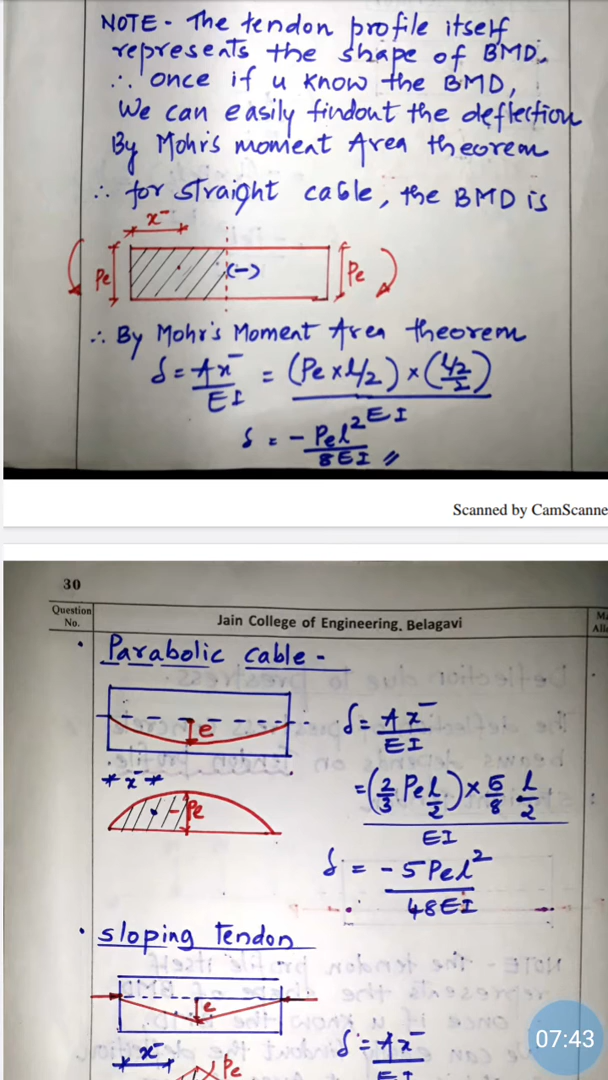 NOTE - The tendon profile itself
represents the shape of BMD.
∴ once if u know the BMD,
we can easily findout the deflection
By Mohr's moment Area theorem
∴ for straight cable, the BMD is
x̄
Pe (-) Pe
∴ By Mohr's Moment Area theorem
δ = Ax̄/EI = (Pe x L/2) x (L/2/2)
EI
δ = - Pel²/8EI //
Scanned by CamScanne
30
Question No. Jain College of Engineering, Belagavi Ma All
• Parabolic cable -
e δ = Ax̄/EI
x̄
-Pe = (2/3 Pe l/2) x 5/8 l/2
EI
δ = - 5Pel²/48EI
• sloping tendon
e
x̄ δ = Ax̄/EI
Pe
07:43